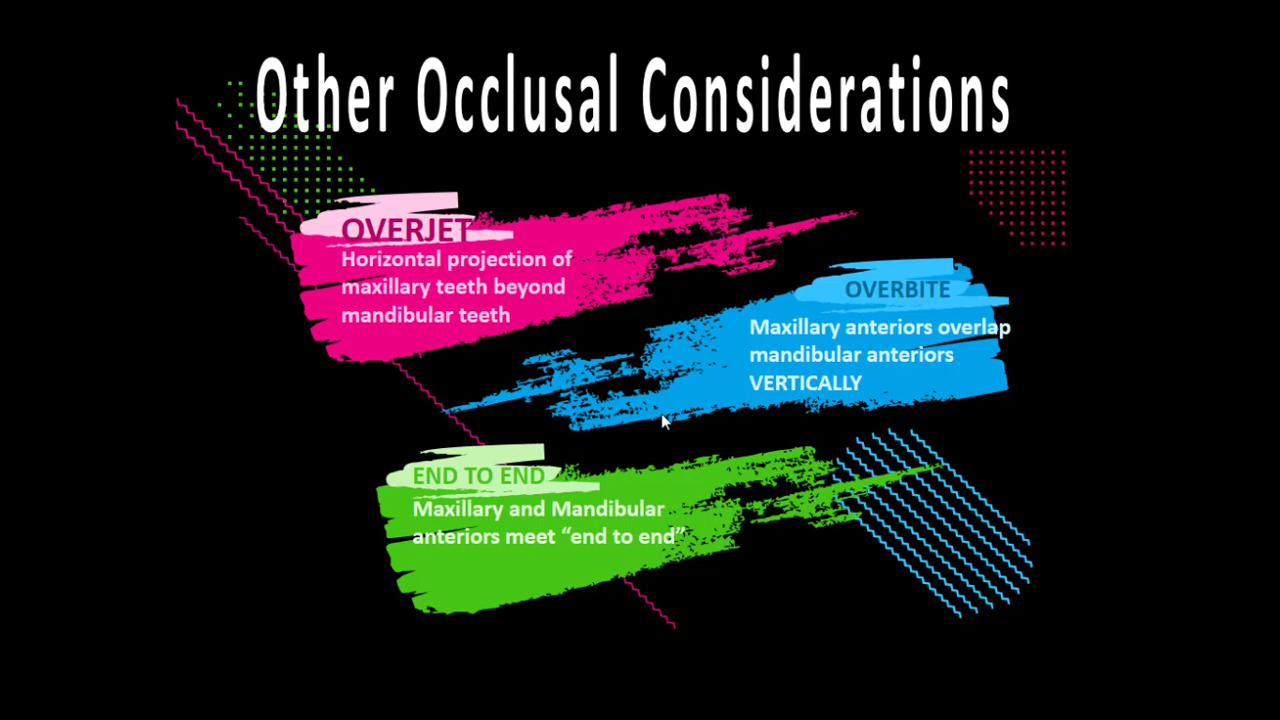 Other Occlusal Considerations
OVERJET
Horizontal projection of
maxillary teeth beyond
mandibular teeth
OVERBITE
Maxillary anteriors overlap
mandibular anteriors
VERTICALLY
END TO END
Maxillary and Mandibular
anteriors meet “end to end”